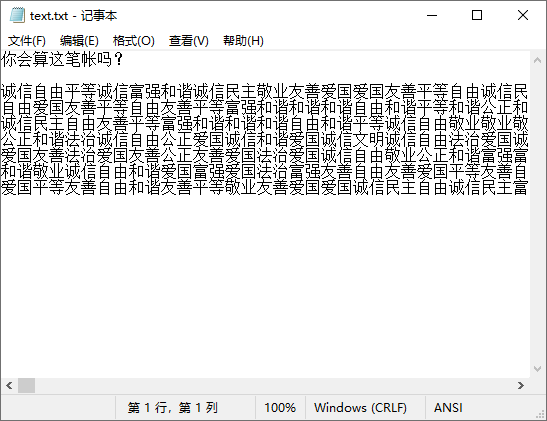 text.txt - 记事本
文件(F) 编辑(E) 格式(O) 查看(V) 帮助(H)
你会算这笔帐吗？
诚信自由平等诚信富强和谐诚信民主敬业友善爱国爱国友善平等自由诚信民
自由爱国友善平等自由友善平等富强和谐和谐和谐自由和谐平等和谐公正和
诚信民主自由友善平等富强和谐和谐和谐自由和谐平等诚信自由敬业敬业敬
公正和谐法治诚信自由公正爱国诚信和谐爱国诚信文明诚信自由法治爱国诚
爱国友善法治爱国友善公正友善爱国法治爱国诚信自由敬业公正和谐富强富
和谐敬业诚信自由和谐爱国富强爱国法治富强友善自由友善爱国平等友善自
爱国平等友善自由和谐友善平等敬业友善爱国爱国诚信民主自由诚信民主富
第 1 行，第 1 列 100% Windows (CRLF) ANSI